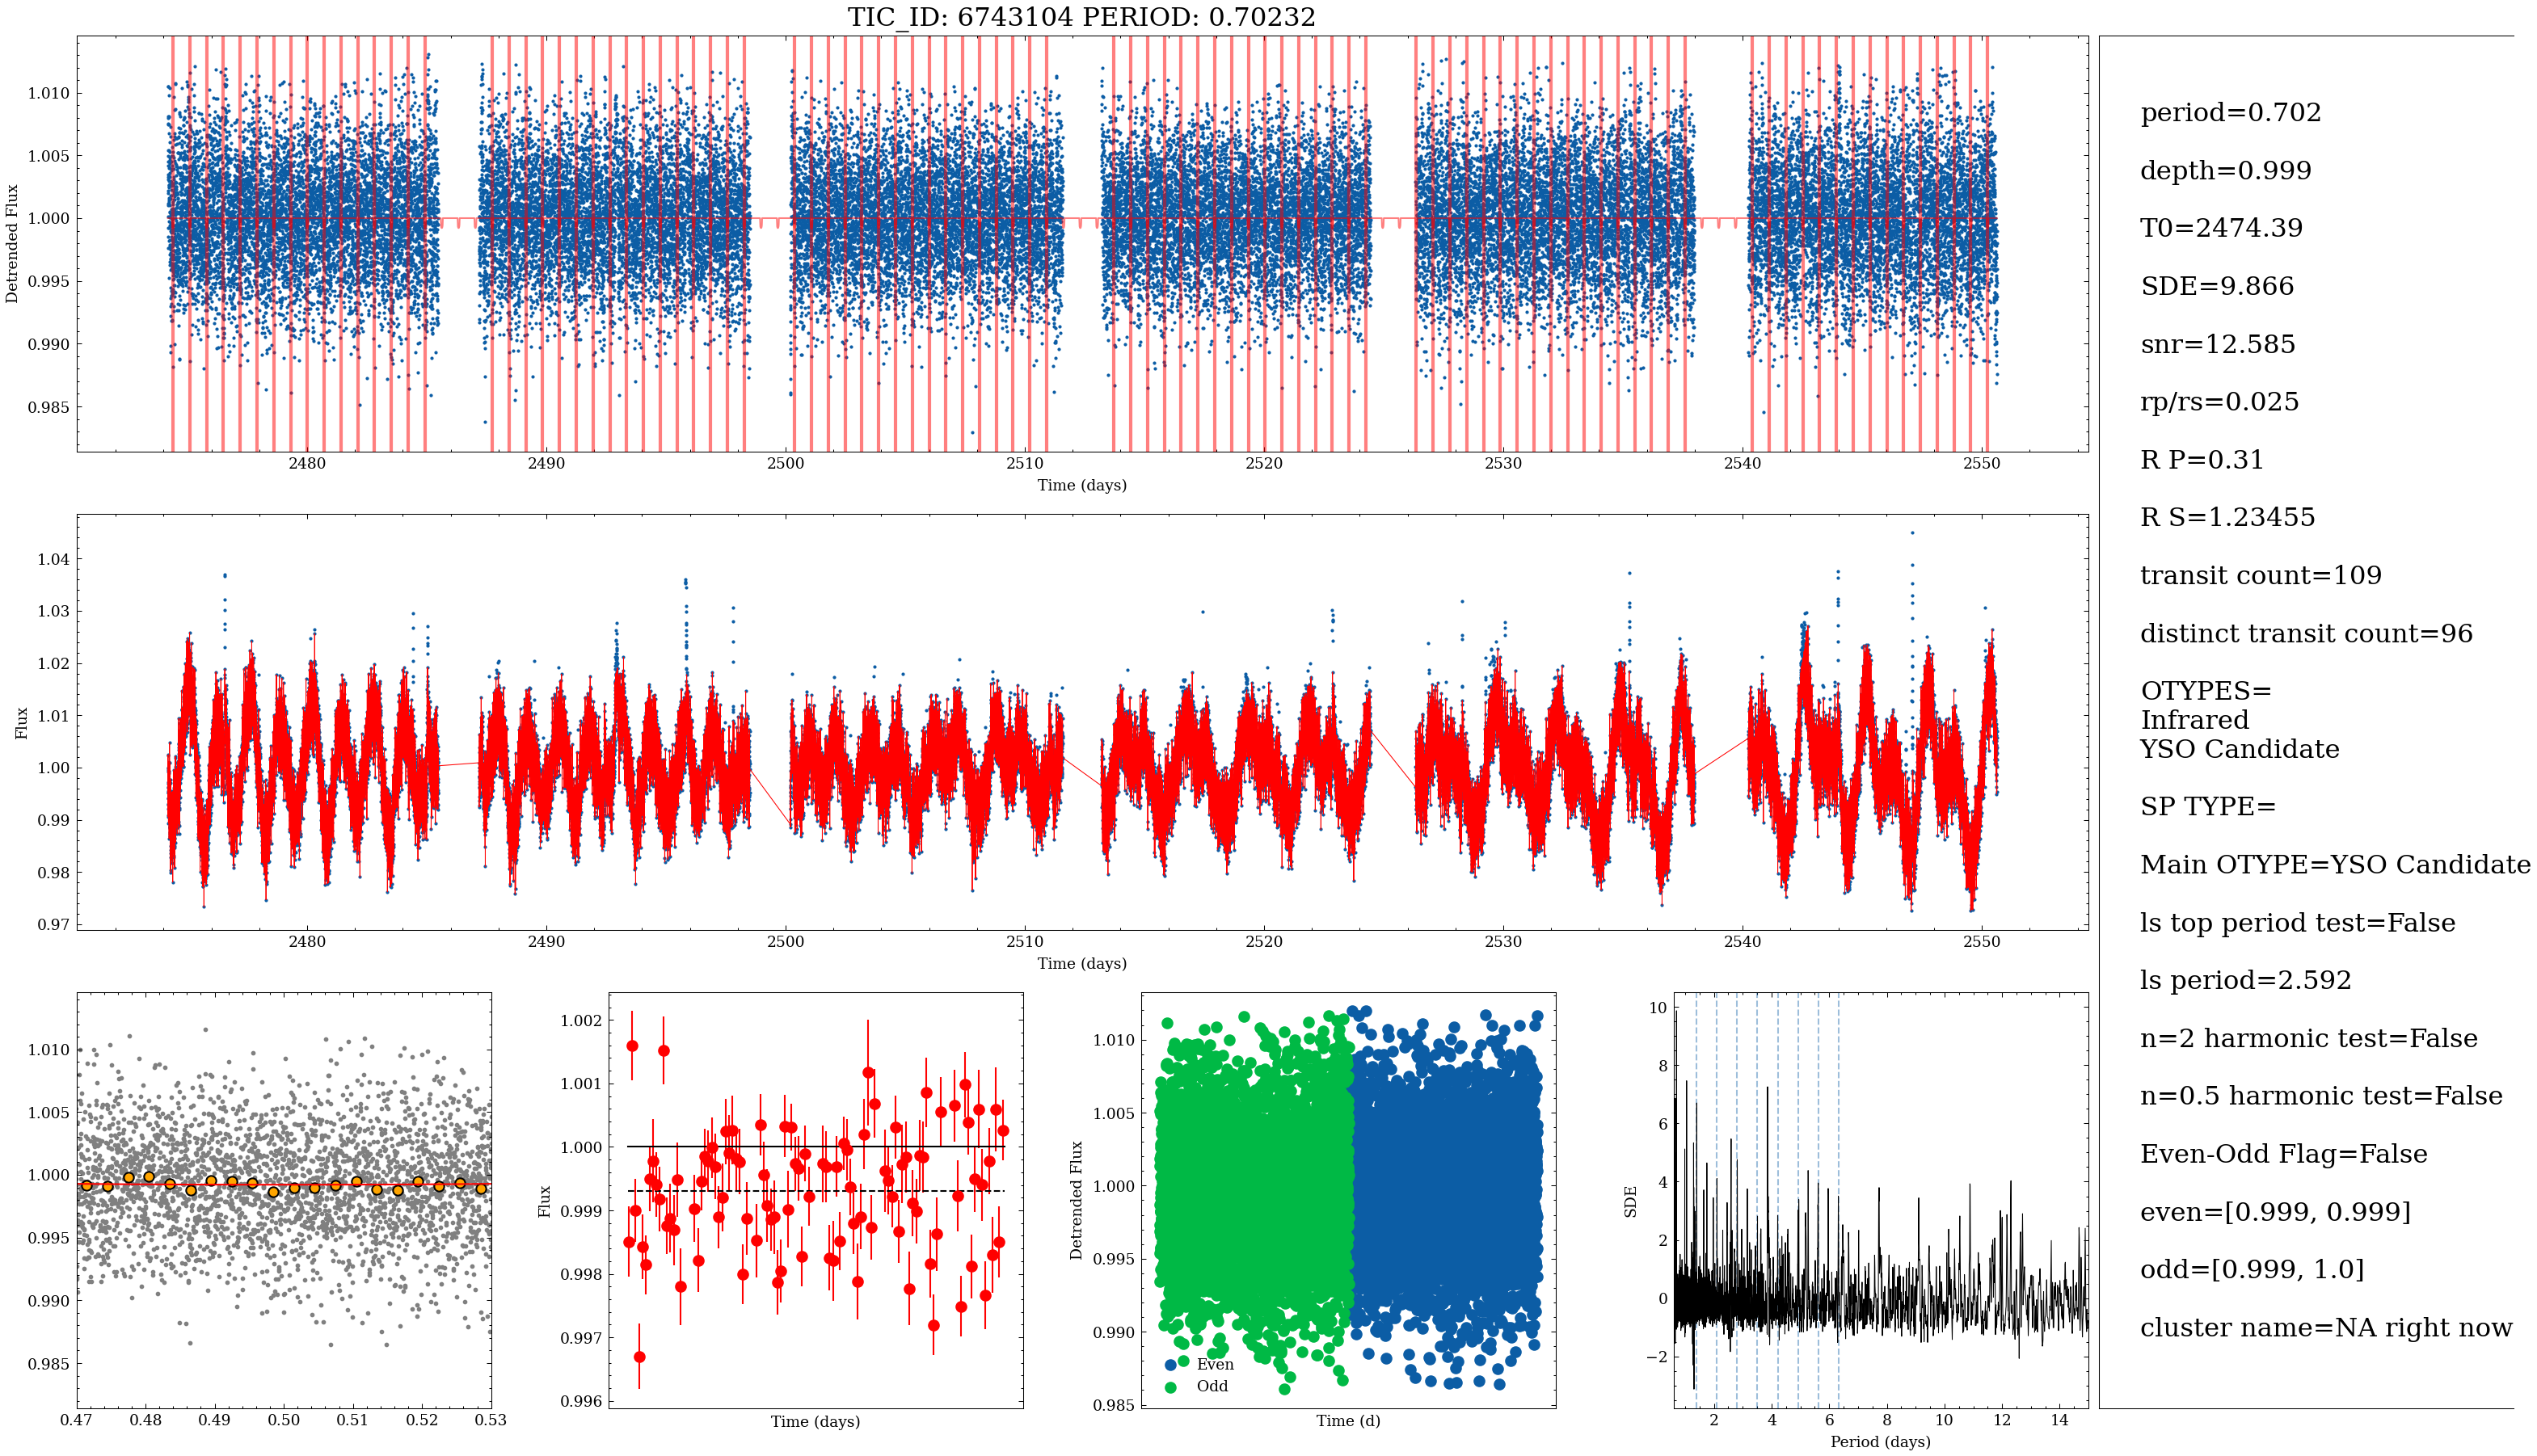 TIC_ID: 6743104 PERIOD: 0.70232
1.010
1.005
1.000
0.995
0.990
0.985
Detrended Flux
2480 2490 2500 2510 2520 2530 2540 2550
Time (days)
1.04
1.03
1.02
1.01
1.00
0.99
0.98
0.97
Flux
2480 2490 2500 2510 2520 2530 2540 2550
Time (days)
1.010
1.005
1.000
0.995
0.990
0.985
0.47 0.48 0.49 0.50 0.51 0.52 0.53
1.002
1.001
1.000
0.999
0.998
0.997
0.996
Flux
Time (days)
1.010
1.005
1.000
0.995
0.990
0.985
Detrended Flux
Even
Odd
Time (d)
10
8
6
4
2
0
−2
SDE
2 4 6 8 10 12 14
Period (days)
period=0.702
depth=0.999
T0=2474.39
SDE=9.866
snr=12.585
rp/rs=0.025
R P=0.31
R S=1.23455
transit count=109
distinct transit count=96
OTYPES=
Infrared
YSO Candidate
SP TYPE=
Main OTYPE=YSO Candidate
ls top period test=False
ls period=2.592
n=2 harmonic test=False
n=0.5 harmonic test=False
Even-Odd Flag=False
even=[0.999, 0.999]
odd=[0.999, 1.0]
cluster name=NA right now